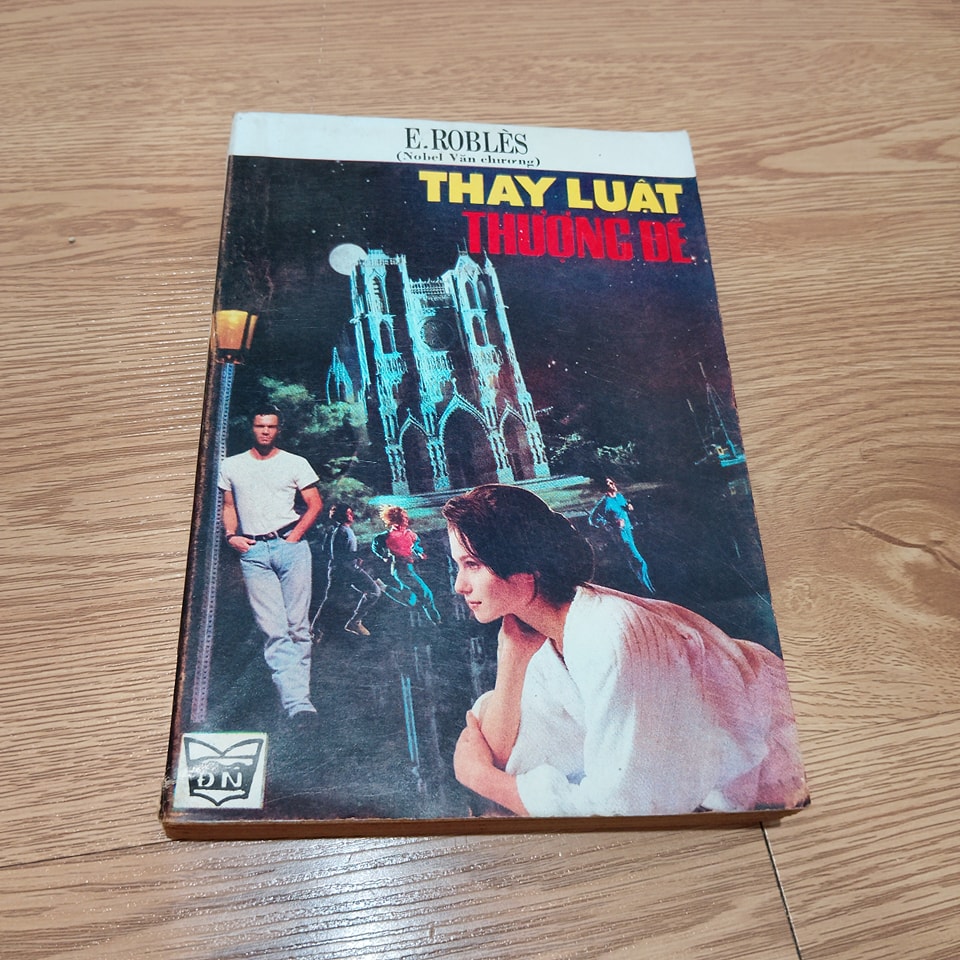 E.ROBLÈS
(Nobel Văn chương)
THAY LUẬT
THƯỢNG ĐẾ
ĐN